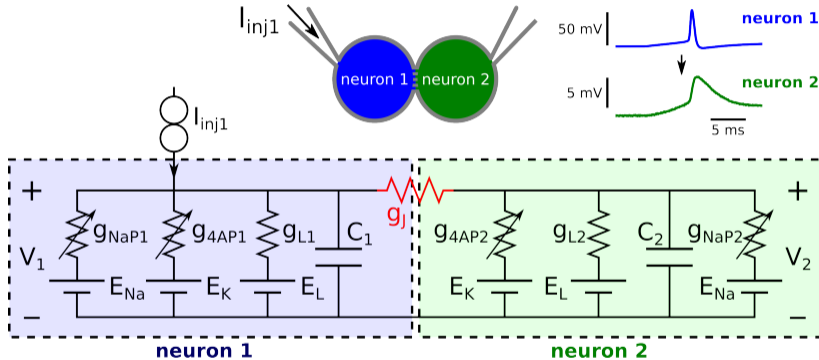 I_inj1
neuron 1
neuron 2
50 mV
neuron 1
5 mV
neuron 2
5 ms
I_inj1
+
+
g_NaP1
g_4AP1
g_L1
C_1
g_J
g_4AP2
g_L2
C_2
g_NaP2
V_1
V_2
E_Na
E_K
E_L
E_K
E_L
E_Na
−
−
neuron 1
neuron 2